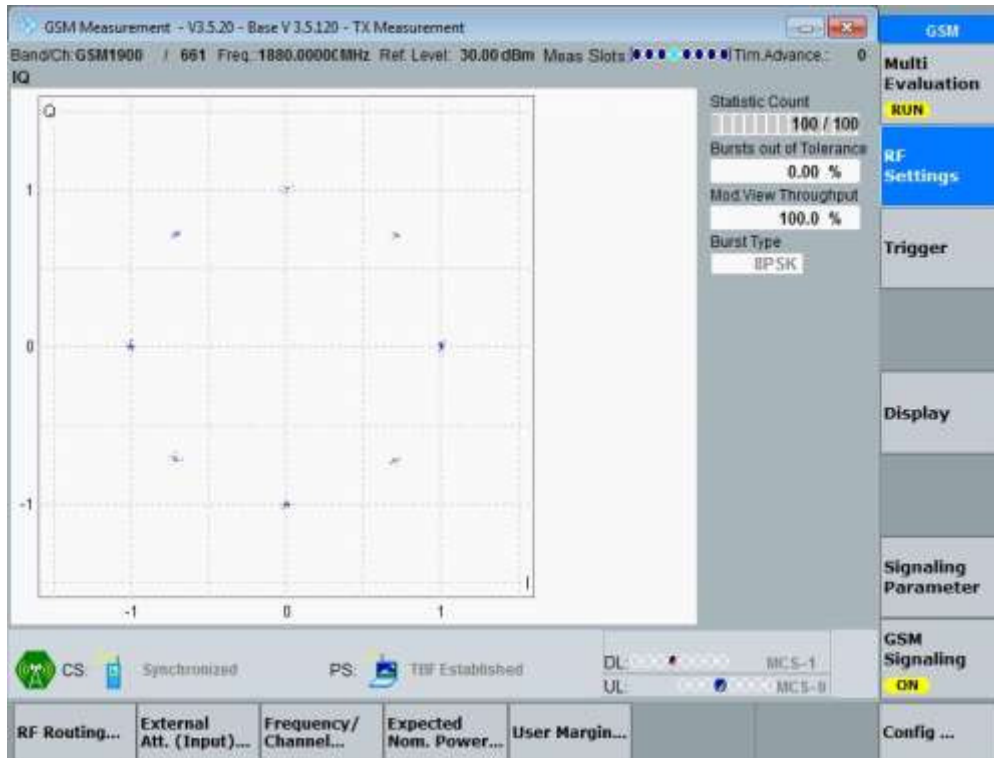 GSM Measurement - V3.5.20 - Base V 3.5.120 - TX Measurement
GSM
Band/Ch: GSM1900 / 661 Freq.: 1880.00000MHz Ref. Level: 30.00 dBm Meas Slots: Tim.Advance.: 0
IQ
Q
1
0
-1
I
-1
0
1
Statistic Count
100 / 100
Bursts out of Tolerance
0.00 %
Mod.View Throughput
100.0 %
Burst Type
8PSK
Multi
Evaluation
RUN
RF
Settings
Trigger
Display
Signaling
Parameter
GSM
Signaling
ON
Config ...
CS: Synchronized PS: TBF Established
DL: MCS-1
UL: MCS-9
RF Routing...
External
Att. (Input)...
Frequency/
Channel...
Expected
Nom. Power...
User Margin...